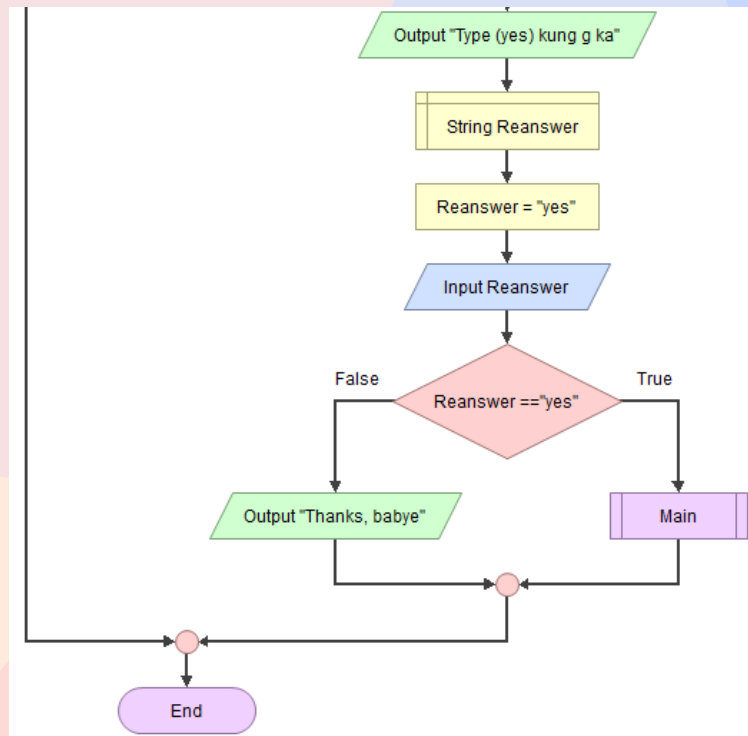 Output "Type (yes) kung g ka"
String Reanswer
Reanswer = "yes"
Input Reanswer
False
True
Reanswer =="yes"
Output "Thanks, babye"
Main
End